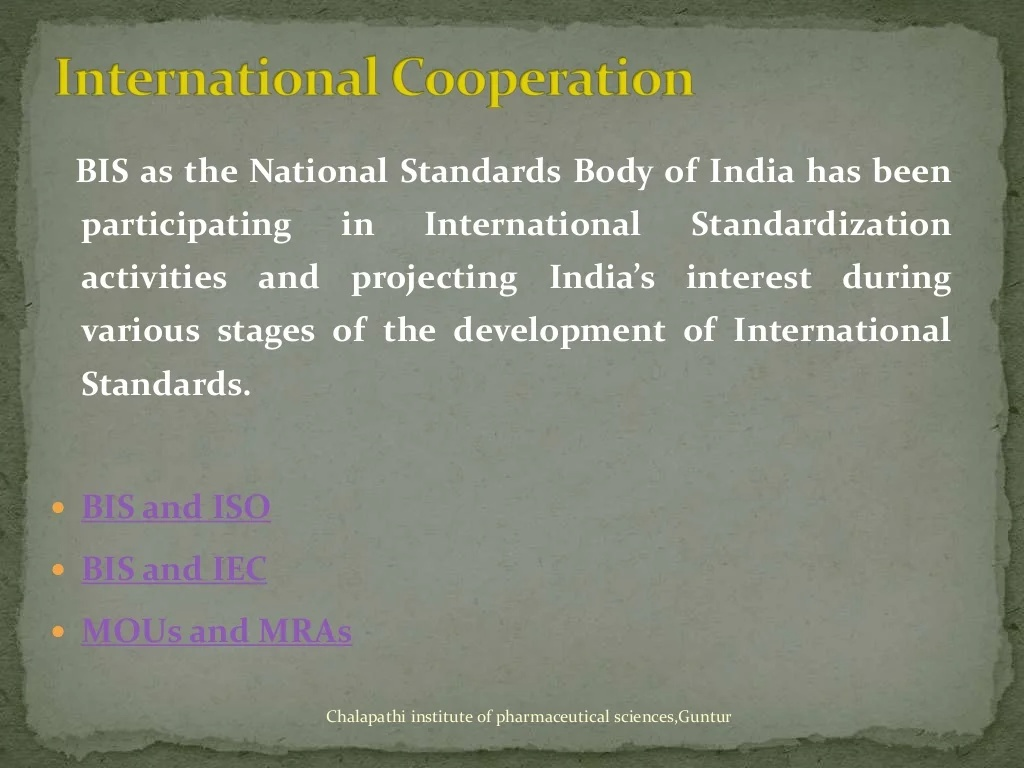 International Cooperation
BIS as the National Standards Body of India has been
participating in International Standardization
activities and projecting India’s interest during
various stages of the development of International
Standards.
• BIS and ISO
• BIS and IEC
• MOUs and MRAs
Chalapathi institute of pharmaceutical sciences,Guntur